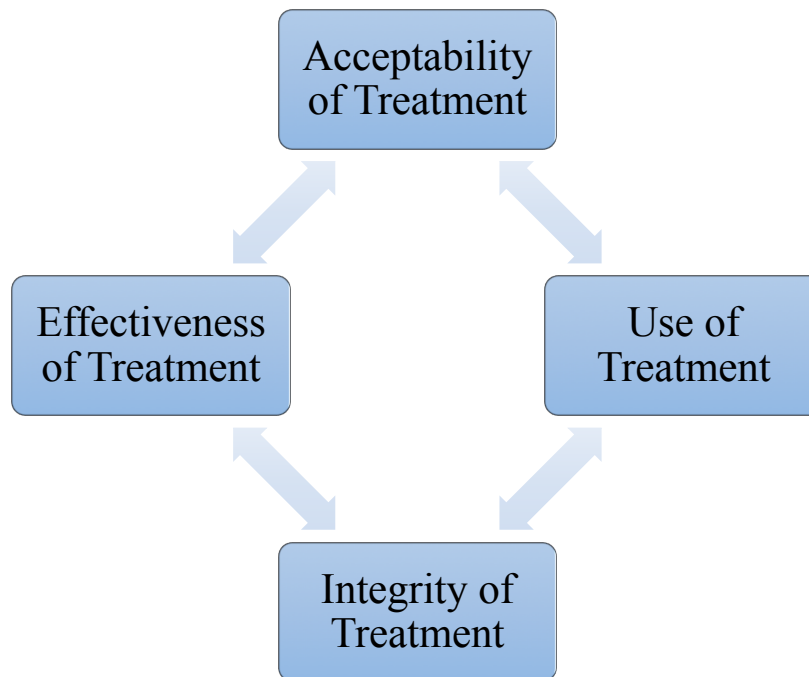 Acceptability
of Treatment
Effectiveness
of Treatment
Use of
Treatment
Integrity of
Treatment